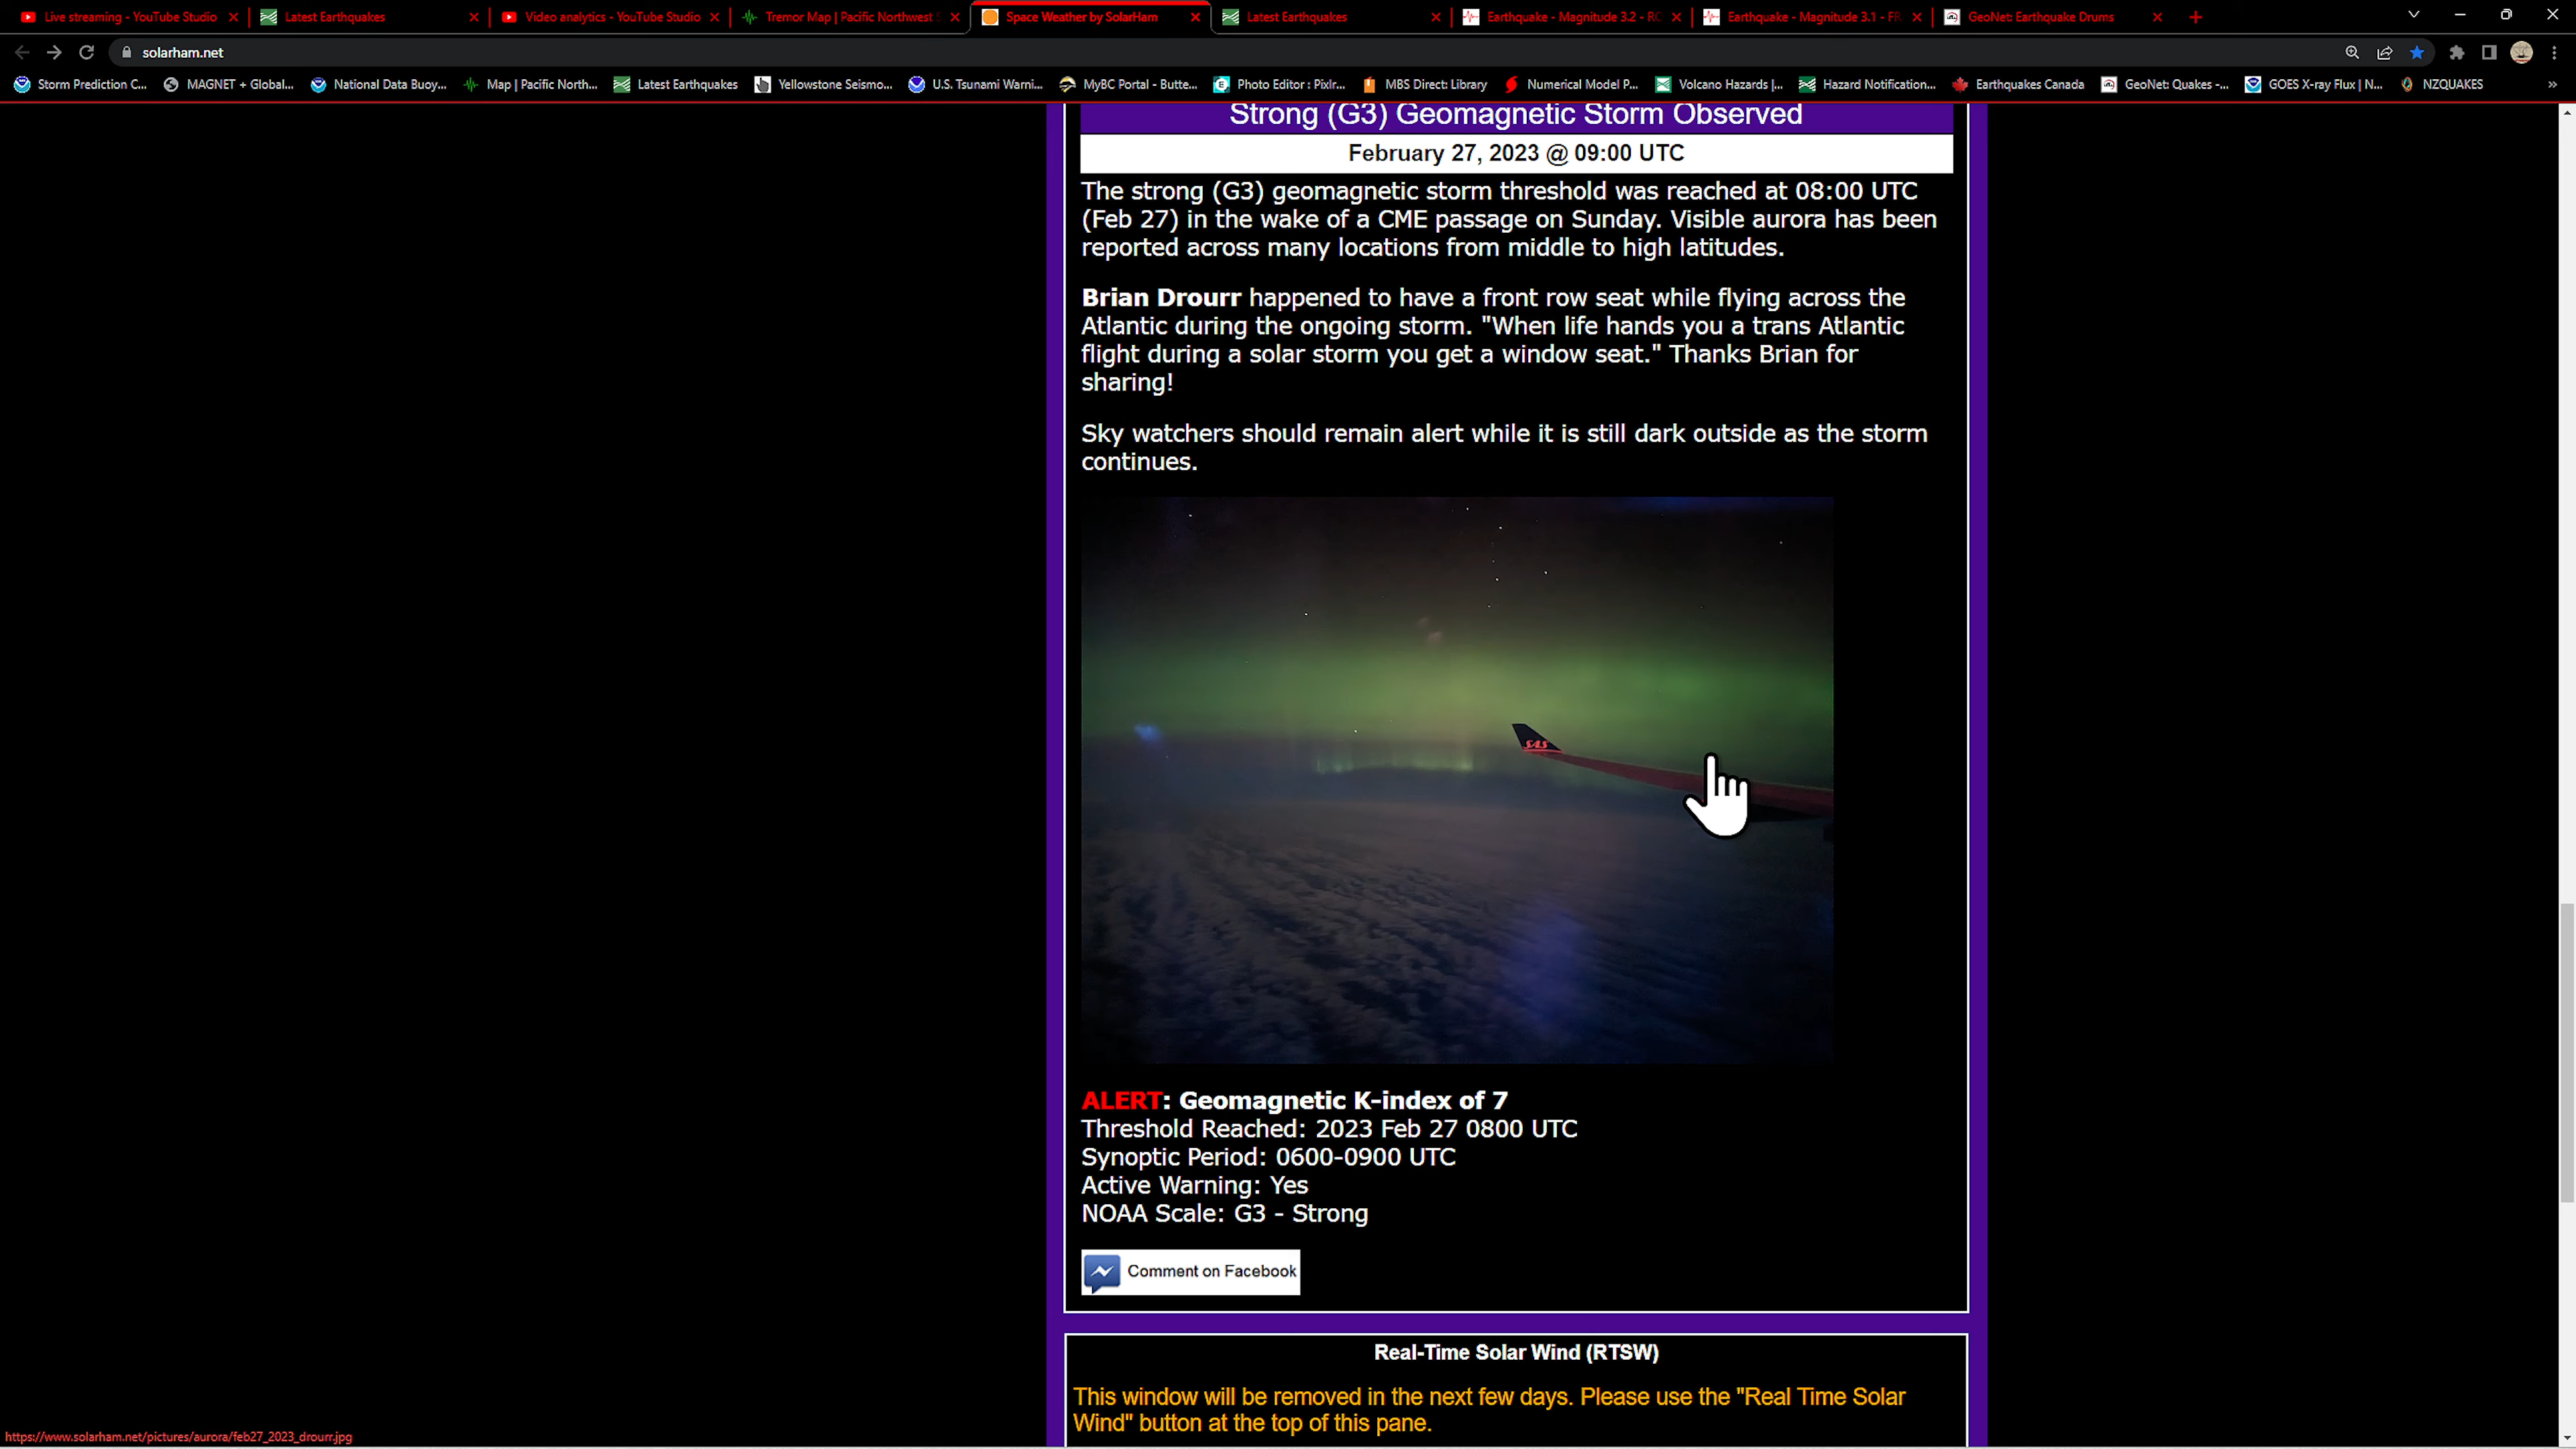 Live streaming - YouTube Studio
Latest Earthquakes
Video analytics - YouTube Studio
Tremor Map | Pacific Northwest
Space Weather by SolarHam
Latest Earthquakes
Earthquake - Magnitude 3.2 - RO
Earthquake - Magnitude 3.1 - FR
GeoNet: Earthquake Drums
solarham.net
Storm Prediction C...
MAGNET + Global...
National Data Buoy...
Map | Pacific North...
Latest Earthquakes
Yellowstone Seismo...
U.S. Tsunami Warni...
MyBC Portal - Butte...
Photo Editor : Pixlr...
MBS Direct: Library
Numerical Model P...
Volcano Hazards |...
Hazard Notification...
Earthquakes Canada
GeoNet: Quakes -...
GOES X-ray Flux | N...
NZQUAKES
Strong (G3) Geomagnetic Storm Observed
February 27, 2023 @ 09:00 UTC
The strong (G3) geomagnetic storm threshold was reached at 08:00 UTC
(Feb 27) in the wake of a CME passage on Sunday. Visible aurora has been
reported across many locations from middle to high latitudes.
Brian Drourr happened to have a front row seat while flying across the
Atlantic during the ongoing storm. "When life hands you a trans Atlantic
flight during a solar storm you get a window seat." Thanks Brian for
sharing!
Sky watchers should remain alert while it is still dark outside as the storm
continues.
SAS
ALERT: Geomagnetic K-index of 7
Threshold Reached: 2023 Feb 27 0800 UTC
Synoptic Period: 0600-0900 UTC
Active Warning: Yes
NOAA Scale: G3 - Strong
Comment on Facebook
Real-Time Solar Wind (RTSW)
This window will be removed in the next few days. Please use the "Real Time Solar
Wind" button at the top of this pane.
https://www.solarham.net/pictures/aurora/feb27_2023_drourr.jpg